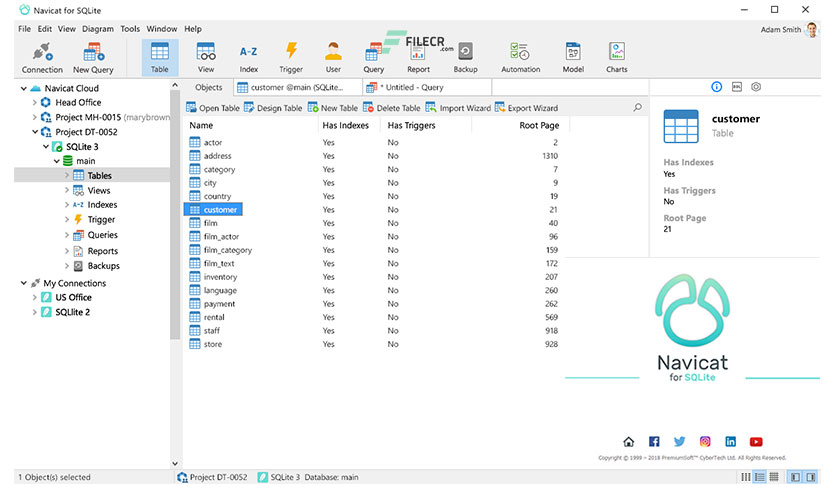 Navicat for SQLite
File Edit View Diagram Tools Window Help
Adam Smith
FILECR
.com
Connection New Query Table View Index Trigger User Query Report Backup Automation Model Charts
A-Z
Objects customer @main (SQLite... * Untitled - Query
Open Table Design Table New Table Delete Table Import Wizard Export Wizard
Name Has Indexes Has Triggers Root Page
actor Yes No 2
address Yes No 1310
category Yes No 7
city Yes No 9
country Yes No 19
customer Yes No 21
film Yes No 40
film_actor Yes No 96
film_category Yes No 159
film_text Yes No 172
inventory Yes No 207
language Yes No 260
payment Yes No 262
rental Yes No 569
staff Yes No 918
store Yes No 928
Navicat Cloud
Head Office
Project MH-0015 (marybrown
Project DT-0052
SQLite 3
main
Tables
Views
A-Z Indexes
Trigger
Queries
Reports
Backups
My Connections
US Office
SQLlite 2
customer
Table
Has Indexes
Yes
Has Triggers
No
Root Page
21
Navicat
for SQLite
Copyright © 1999 – 2018 PremiumSoft™ CyberTech Ltd. All Rights Reserved.
1 Object(s) selected Project DT-0052 SQLite 3 Database: main